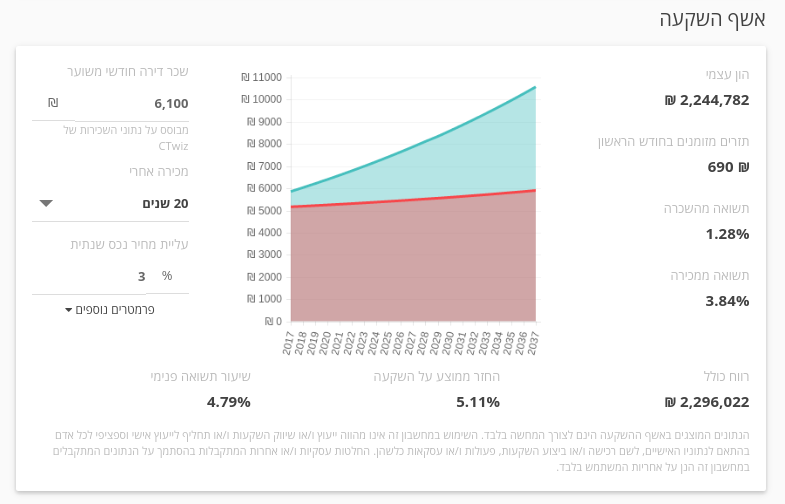 אשף השקעה
הון עצמי
2,244,782 ₪
תזרים מזומנים בחודש הראשון
690 ₪
תשואה מהשכרה
1.28%
תשואה ממכירה
3.84%
₪ 11000
₪ 10000
₪ 9000
₪ 8000
₪ 7000
₪ 6000
₪ 5000
₪ 4000
₪ 3000
₪ 2000
₪ 1000
₪ 0
2017 2018 2019 2020 2021 2022 2023 2024 2025 2026 2027 2028 2029 2030 2031 2032 2033 2034 2035 2036 2037
שכר דירה חודשי משוער
6,100 ₪
מבוסס על נתוני השכירות של
CTwiz
מכירה אחרי
20 שנים
עליית מחיר נכס שנתית
% 3
פרמטרים נוספים
רווח כולל
2,296,022 ₪
החזר ממוצע על השקעה
5.11%
שיעור תשואה פנימי
4.79%
הנתונים המוצגים באשף ההשקעה הינם לצורך המחשה בלבד. השימוש במחשבון זה אינו מהווה ייעוץ ו/או שיווק השקעות ו/או תחליף לייעוץ אישי וספציפי לכל אדם
בהתאם לנתוניו האישיים, לשם רכישה ו/או ביצוע השקעות, פעולות ו/או עסקאות כלשהן. החלטות עסקיות ו/או אחרות המתקבלות בהסתמך על הנתונים המתקבלים
במחשבון זה הנן על אחריות המשתמש בלבד.